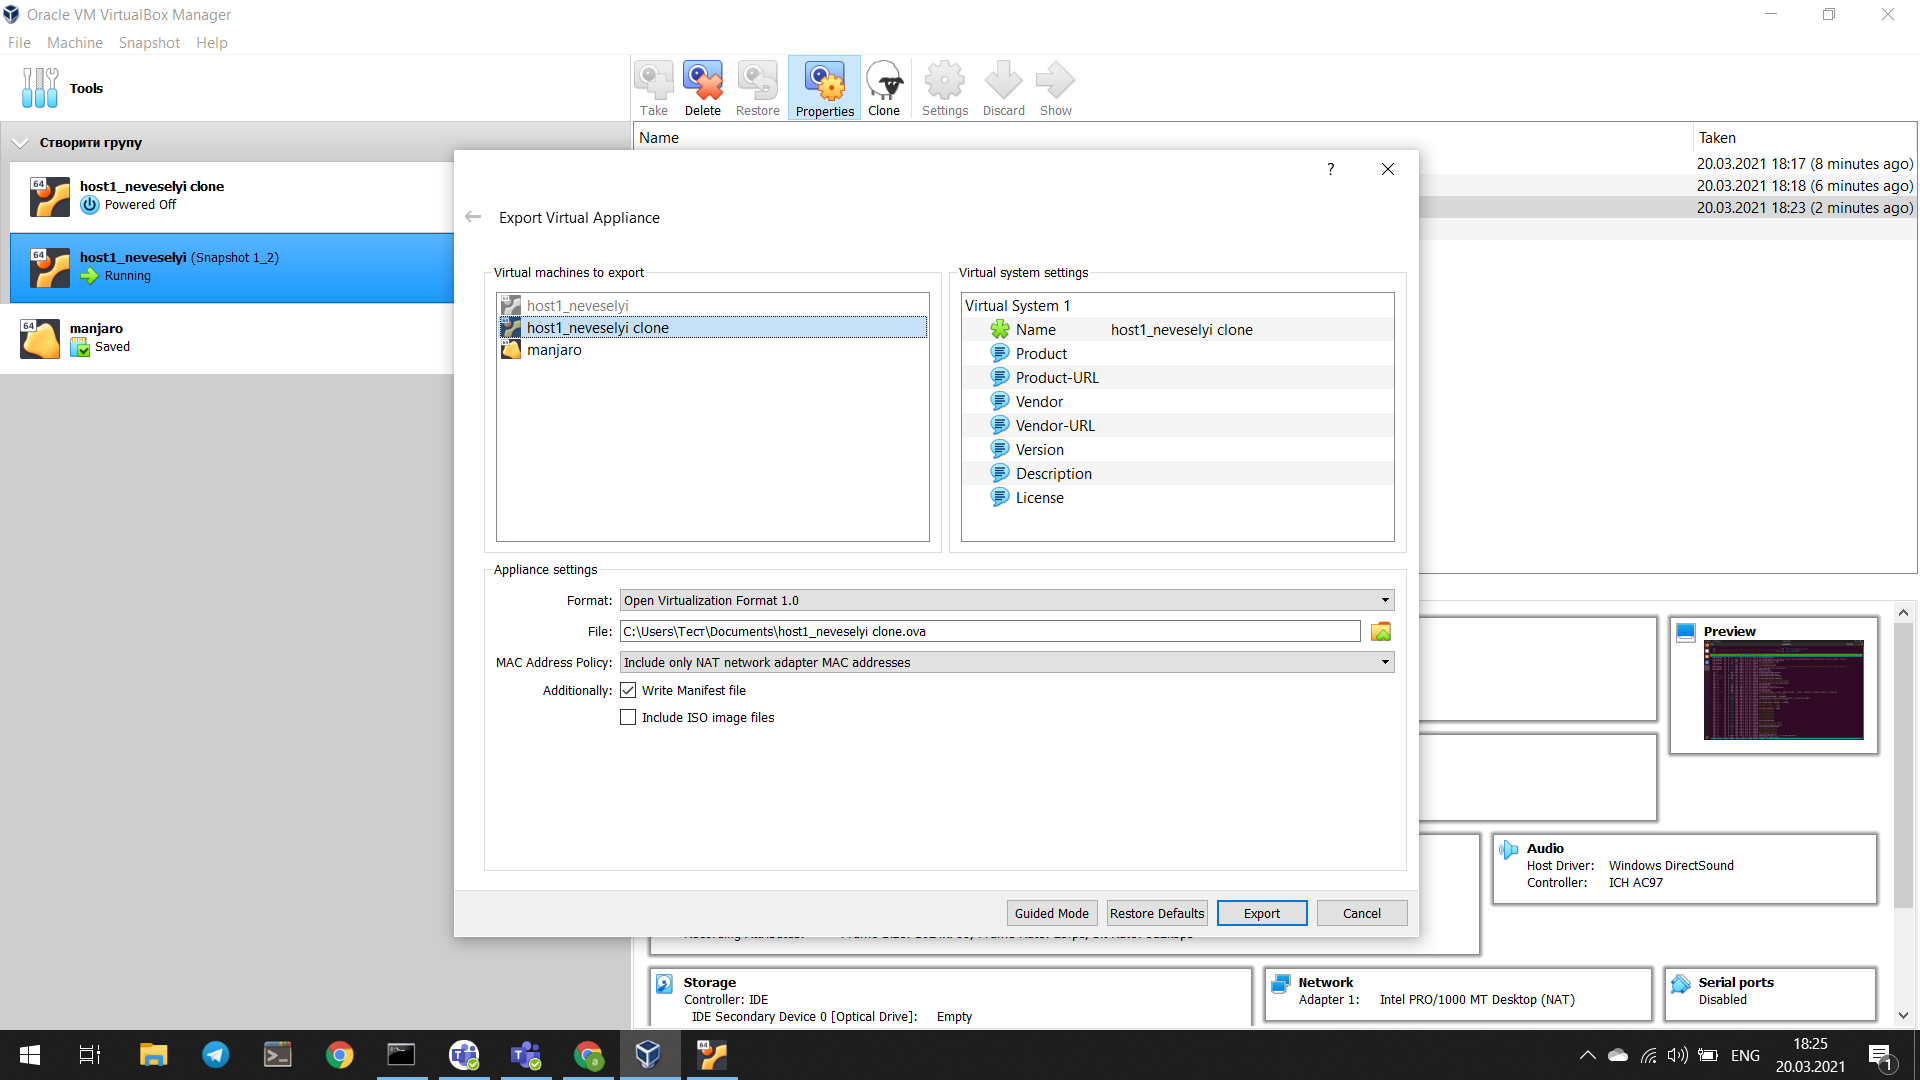 Oracle VM VirtualBox Manager
File Machine Snapshot Help
Tools
Take Delete Restore Properties Clone Settings Discard Show
Створити групу
64
host1_neveselyi clone
Powered Off
64
host1_neveselyi (Snapshot 1_2)
Running
64
manjaro
Saved
Name Taken
20.03.2021 18:17 (8 minutes ago)
20.03.2021 18:18 (6 minutes ago)
20.03.2021 18:23 (2 minutes ago)
?
Export Virtual Appliance
Virtual machines to export
host1_neveselyi
host1_neveselyi clone
manjaro
Virtual system settings
Virtual System 1
Name host1_neveselyi clone
Product
Product-URL
Vendor
Vendor-URL
Version
Description
License
Appliance settings
Format: Open Virtualization Format 1.0
File: C:\Users\Тест\Documents\host1_neveselyi clone.ova
MAC Address Policy: Include only NAT network adapter MAC addresses
Additionally: Write Manifest file
Include ISO image files
Guided Mode Restore Defaults Export Cancel
Preview
Audio
Host Driver: Windows DirectSound
Controller: ICH AC97
Storage
Controller: IDE
IDE Secondary Device 0 [Optical Drive]: Empty
Network
Adapter 1: Intel PRO/1000 MT Desktop (NAT)
Serial ports
Disabled
64
ENG
18:25
20.03.2021
1